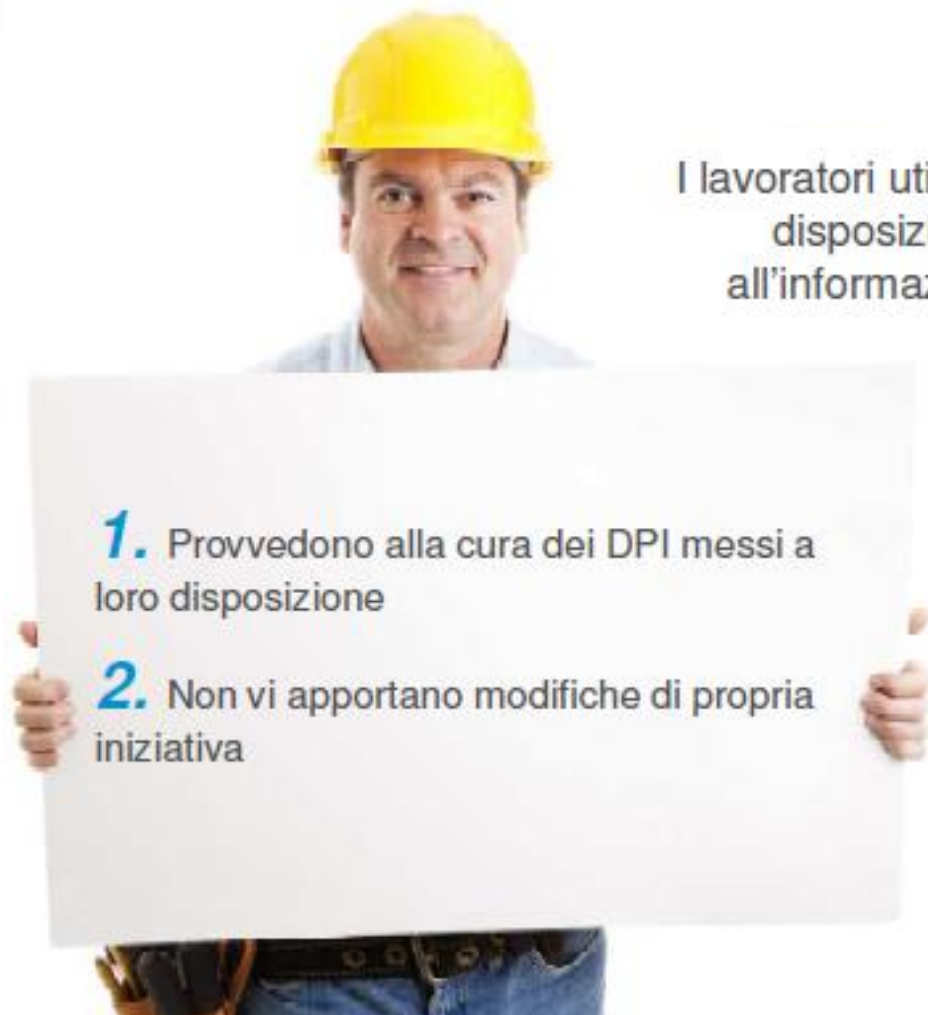 I lavoratori uti
disposizi
all'informaz
1. Provvedono alla cura dei DPI messi a
loro disposizione
2. Non vi apportano modifiche di propria
iniziativa